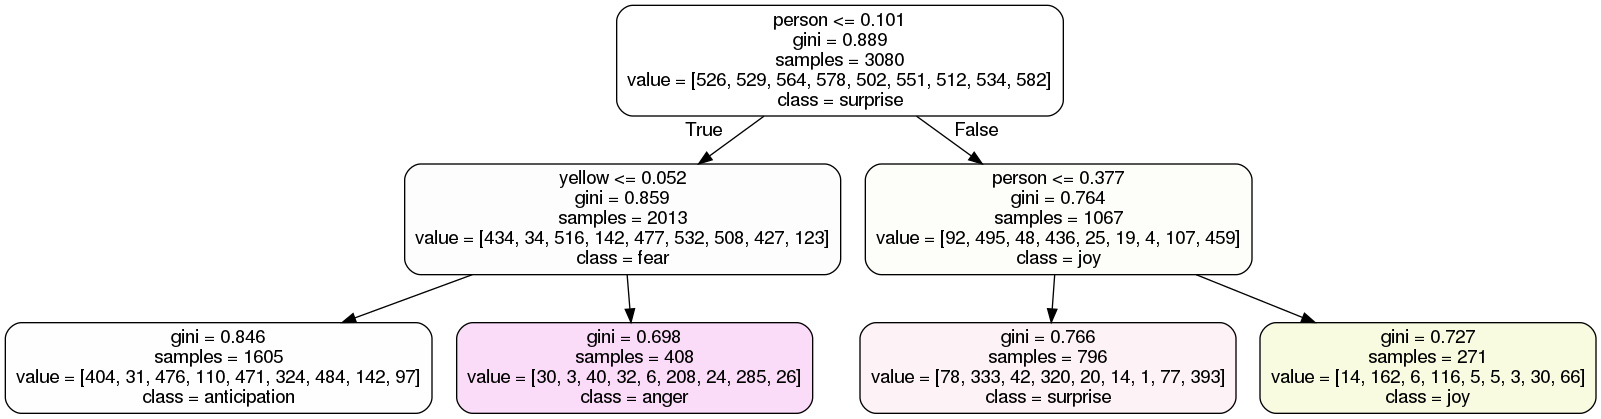 person <= 0.101
gini = 0.889
samples = 3080
value = [526, 529, 564, 578, 502, 551, 512, 534, 582]
class = surprise
True
False
yellow <= 0.052
gini = 0.859
samples = 2013
value = [434, 34, 516, 142, 477, 532, 508, 427, 123]
class = fear
person <= 0.377
gini = 0.764
samples = 1067
value = [92, 495, 48, 436, 25, 19, 4, 107, 459]
class = joy
gini = 0.846
samples = 1605
value = [404, 31, 476, 110, 471, 324, 484, 142, 97]
class = anticipation
gini = 0.698
samples = 408
value = [30, 3, 40, 32, 6, 208, 24, 285, 26]
class = anger
gini = 0.766
samples = 796
value = [78, 333, 42, 320, 20, 14, 1, 77, 393]
class = surprise
gini = 0.727
samples = 271
value = [14, 162, 6, 116, 5, 5, 3, 30, 66]
class = joy